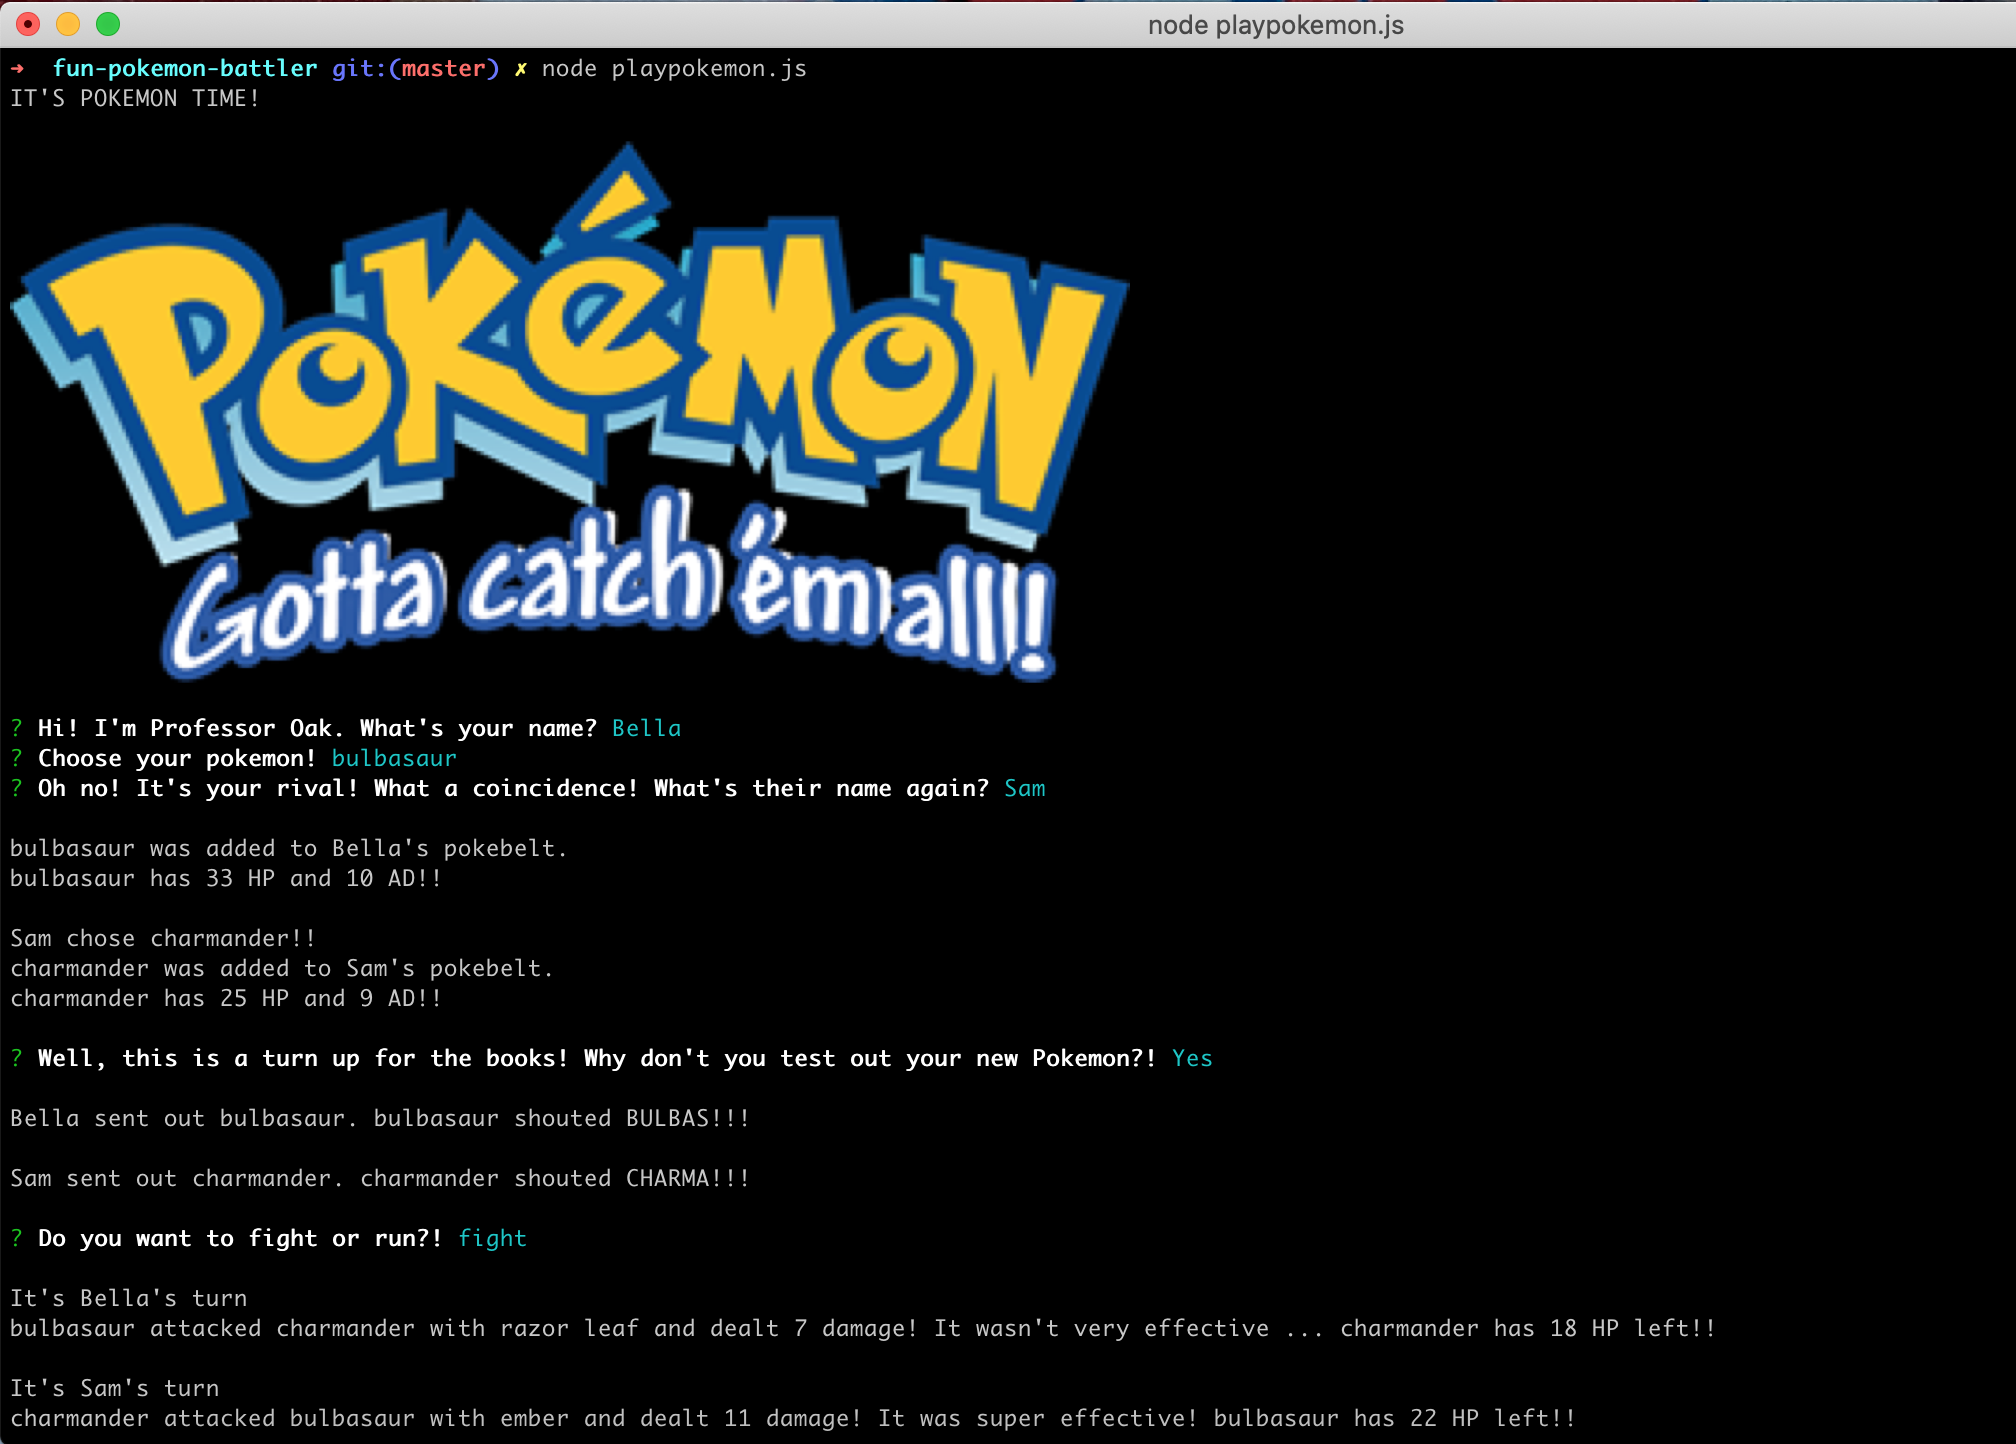 node playpokemon.js
➜ fun-pokemon-battler git:(master) ✗ node playpokemon.js
IT'S POKEMON TIME!
POKéMON
Gotta catch 'em all!
? Hi! I'm Professor Oak. What's your name? Bella
? Choose your pokemon! bulbasaur
? Oh no! It's your rival! What a coincidence! What's their name again? Sam
bulbasaur was added to Bella's pokebelt.
bulbasaur has 33 HP and 10 AD!!
Sam chose charmander!!
charmander was added to Sam's pokebelt.
charmander has 25 HP and 9 AD!!
? Well, this is a turn up for the books! Why don't you test out your new Pokemon?! Yes
Bella sent out bulbasaur. bulbasaur shouted BULBAS!!!
Sam sent out charmander. charmander shouted CHARMA!!!
? Do you want to fight or run?! fight
It's Bella's turn
bulbasaur attacked charmander with razor leaf and dealt 7 damage! It wasn't very effective ... charmander has 18 HP left!!
It's Sam's turn
charmander attacked bulbasaur with ember and dealt 11 damage! It was super effective! bulbasaur has 22 HP left!!